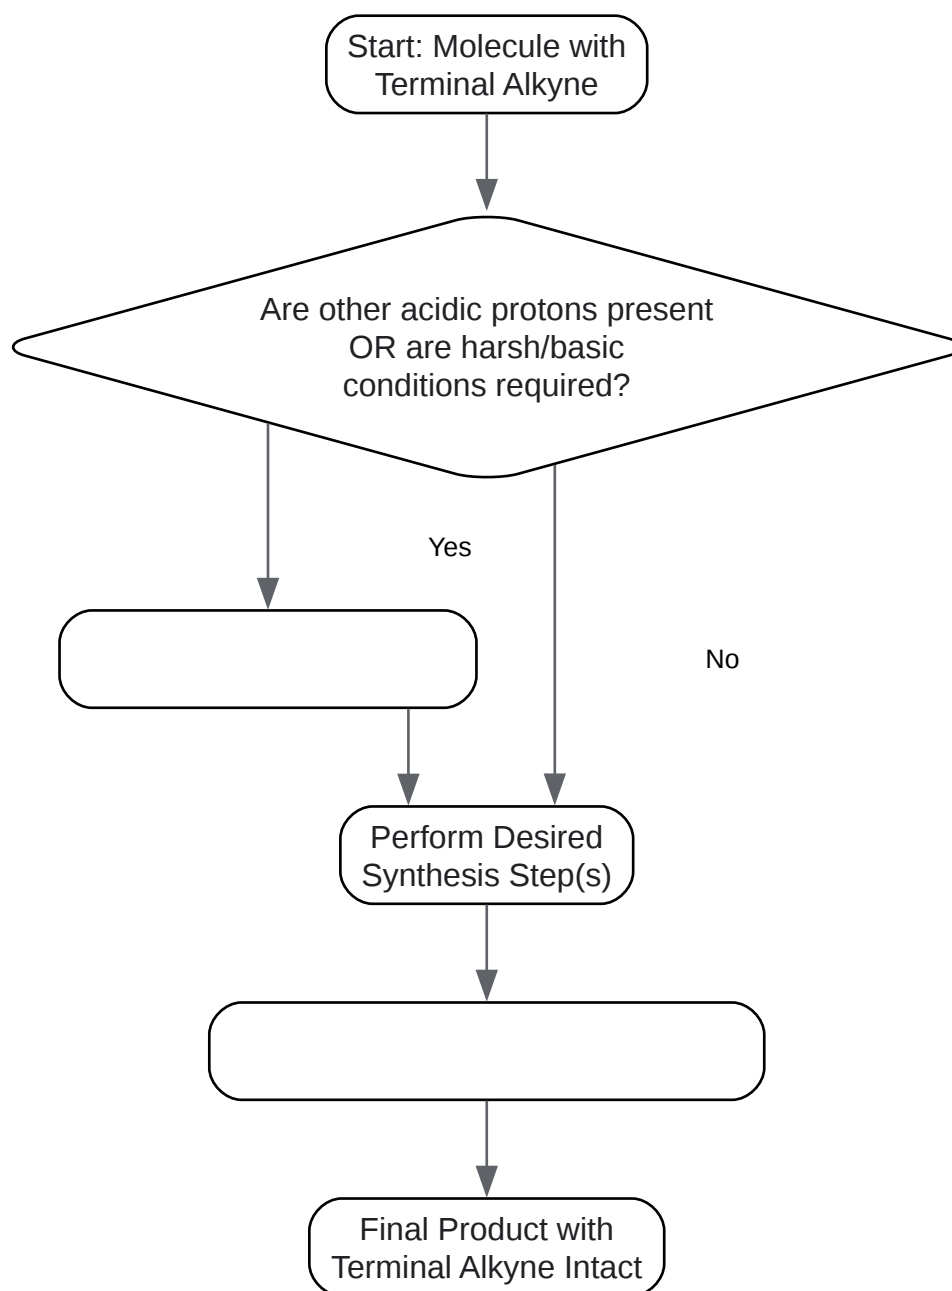 Start: Molecule with
Terminal Alkyne
Are other acidic protons present
OR are harsh/basic
conditions required?
Yes
No
Perform Desired
Synthesis Step(s)
Final Product with
Terminal Alkyne Intact